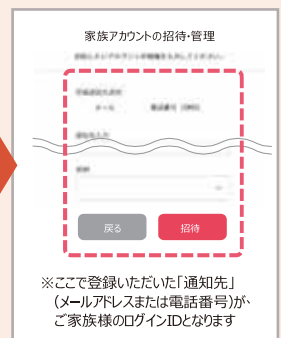 家族アカウントの招待・管理
メール
電話番号（SMS）
戻る
招待
※ここで登録いただいた「通知先」
（メールアドレスまたは電話番号）が、
ご家族様のログインIDとなります